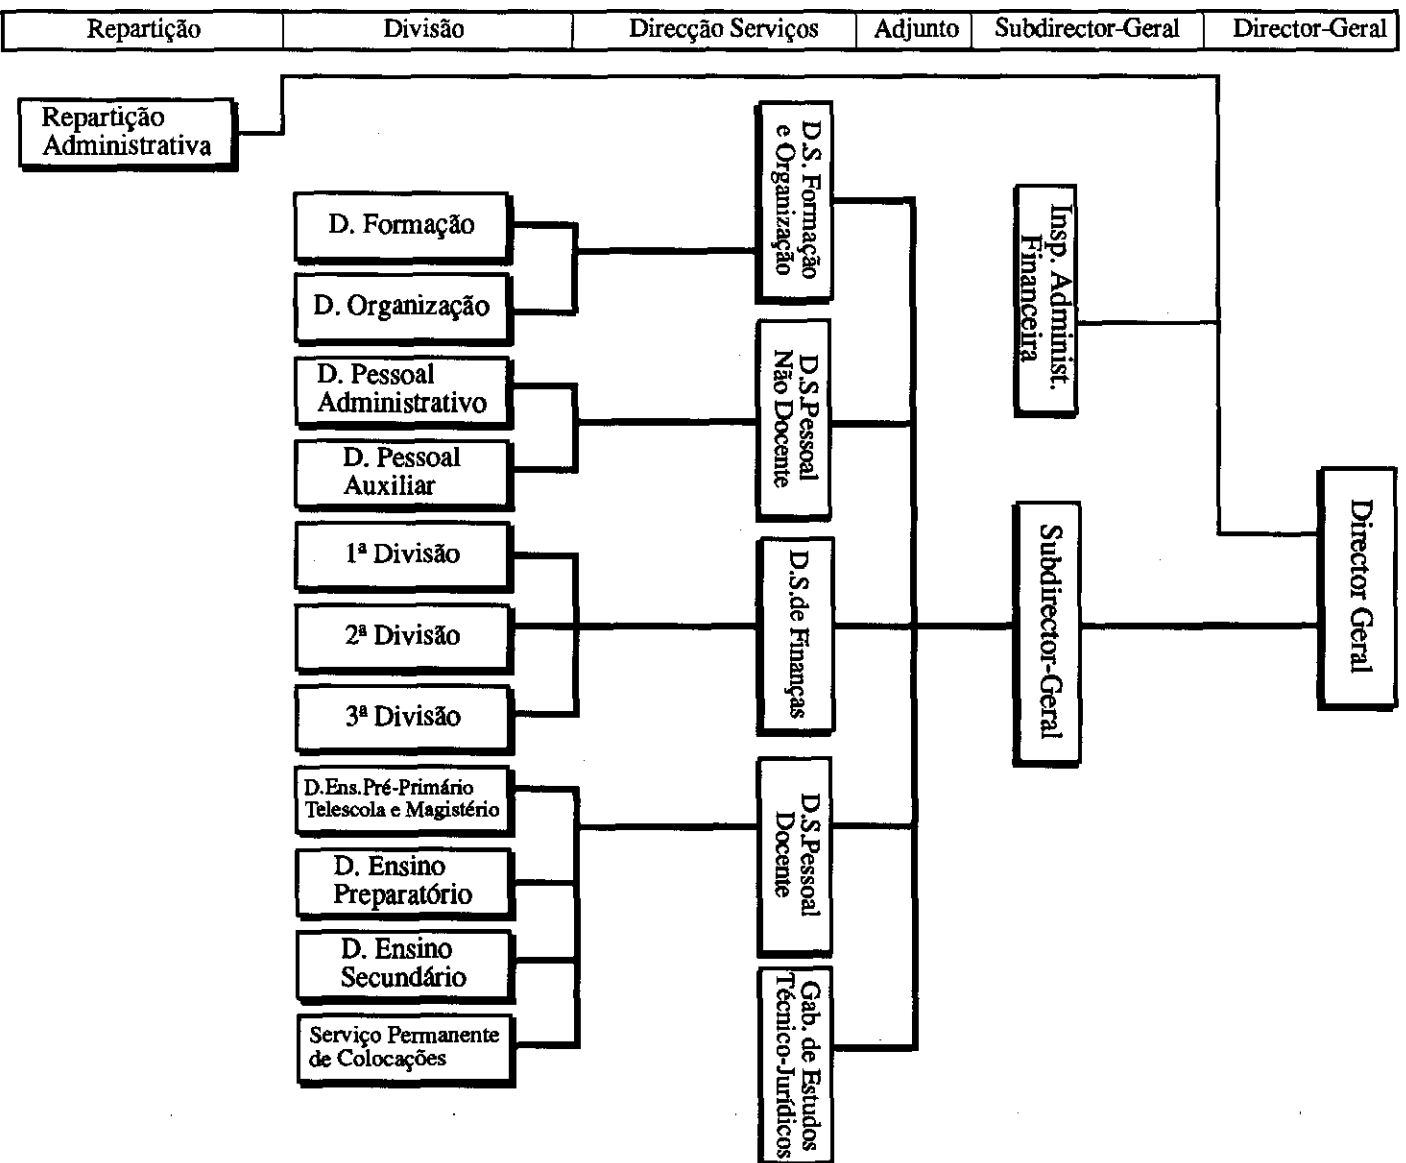 Repartição Divisão Direcção Serviços Adjunto Subdirector-Geral Director-Geral
Repartição
Administrativa
D. Formação
D. Organização
D. Pessoal
Administrativo
D. Pessoal
Auxiliar
1ª Divisão
2ª Divisão
3ª Divisão
D.Ens.Pré-Primário
Telescola e Magistério
D. Ensino
Preparatório
D. Ensino
Secundário
Serviço Permanente
de Colocações
D.S. Formação
e Organização
D.S.Pessoal
Não Docente
D.S.de Finanças
D.S.Pessoal
Docente
Gab. de Estudos
Técnico-Jurídicos
Insp. Administ.
Financeira
Subdirector-Geral
Director Geral